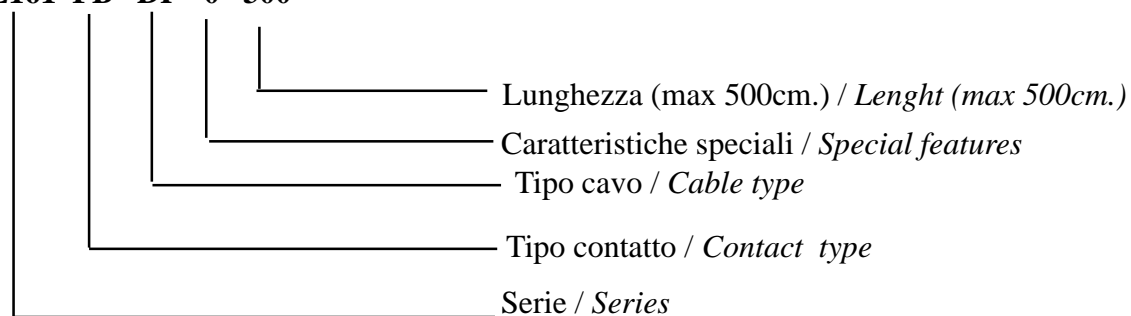 Lunghezza (max 500cm.) / Lenght (max 500cm.)
Caratteristiche speciali / Special features
Tipo cavo / Cable type
Tipo contatto / Contact type
Serie / Series